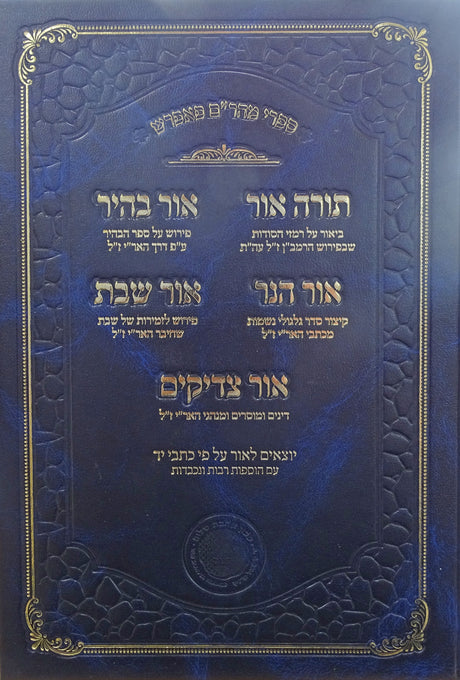 ספרי מהר"ם פאפרש
תורה אור
ביאור על רמזי הסודות
שבפירוש הרמב"ן ז"ל עה"ת
אור בהיר
פירוש על ספר הבהיר
ע"פ דרך האר"י ז"ל
אור הנר
קיצור סדר גלגולי נשמות
מכתבי האר"י ז"ל
אור שבת
פירוש לזמירות של שבת
שחיבר האר"י ז"ל
אור צדיקים
דינים ומוסרים ומנהגי האר"י ז"ל
יוצאים לאור על פי כתבי יד
עם הוספות רבות ונכבדות